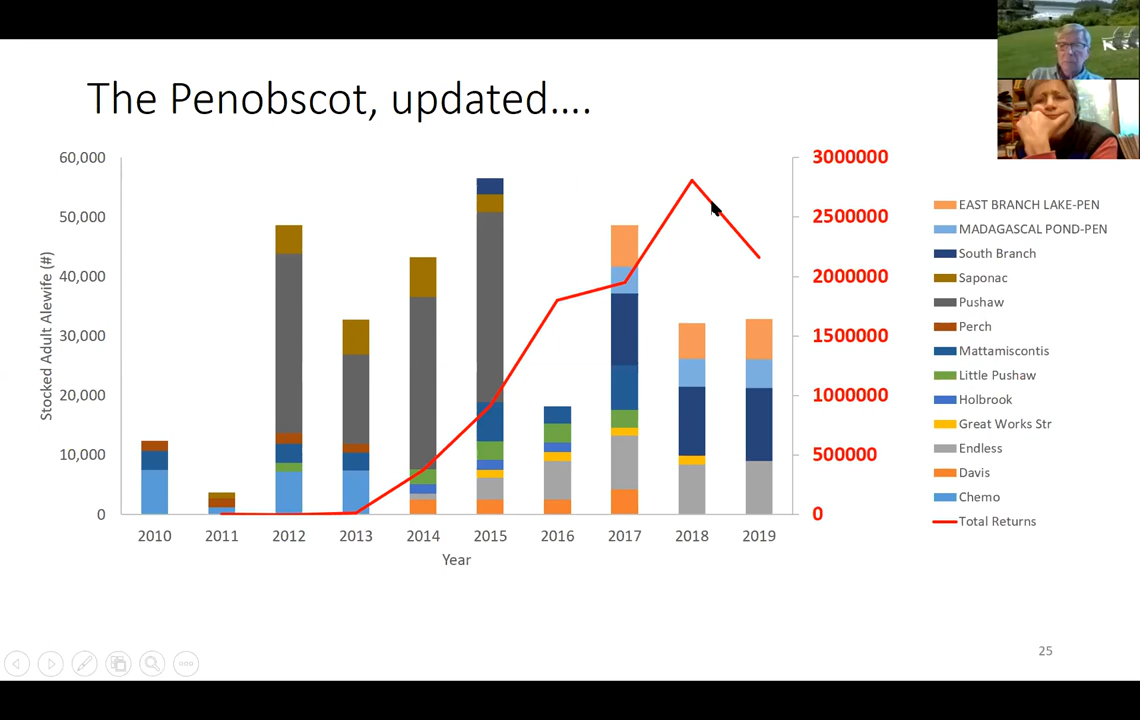 The Penobscot, updated....
60,000
50,000
40,000
30,000
20,000
10,000
0
Stocked Adult Alewife (#)
3000000
2500000
2000000
1500000
1000000
500000
0
2010 2011 2012 2013 2014 2015 2016 2017 2018 2019
Year
EAST BRANCH LAKE-PEN
MADAGASCAL POND-PEN
South Branch
Saponac
Pushaw
Perch
Mattamiscontis
Little Pushaw
Holbrook
Great Works Str
Endless
Davis
Chemo
Total Returns
25